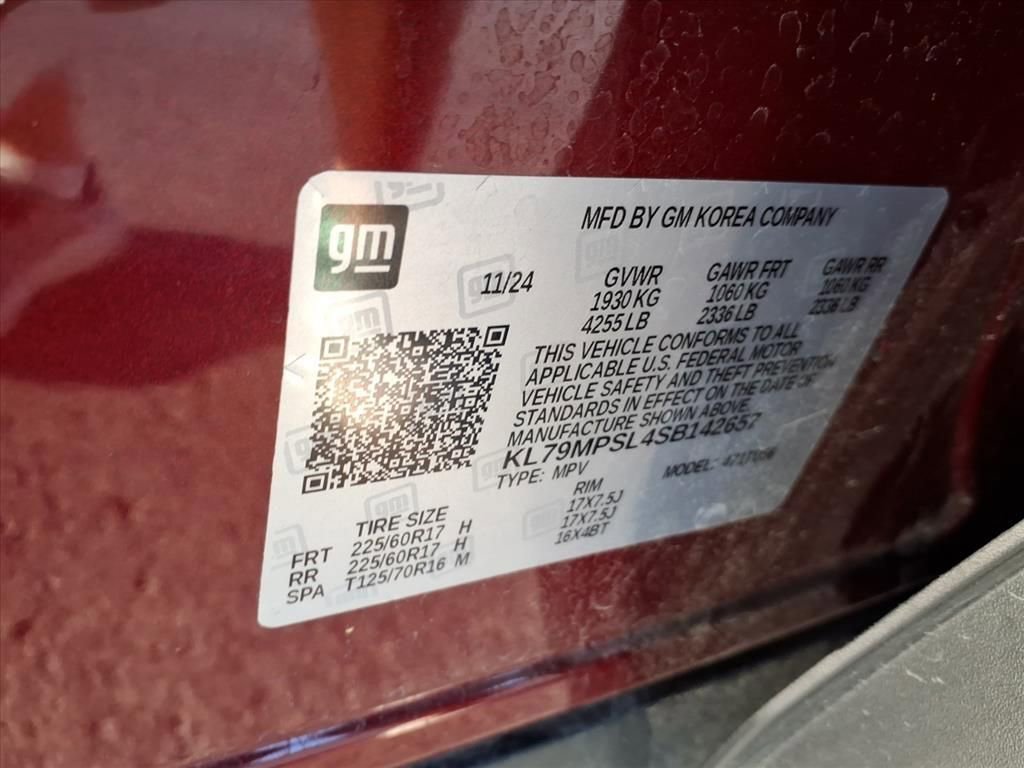 gm
MFD BY GM KOREA COMPANY
11/24
GVWR GAWR FRT GAWR RR
1930 KG 1060 KG 1060 KG
4255 LB 2336 LB 2336 LB
THIS VEHICLE CONFORMS TO ALL
APPLICABLE U.S. FEDERAL MOTOR
VEHICLE SAFETY AND THEFT PREVENTION
STANDARDS IN EFFECT ON THE DATE OF
MANUFACTURE SHOWN ABOVE.
KL79MPSL4SB142657
TYPE: MPV MODEL:
TIRE SIZE RIM
FRT 225/60R17 H 17X7.5J
RR 225/60R17 H 17X7.5J
SPA T125/70R16 M 16X4BT